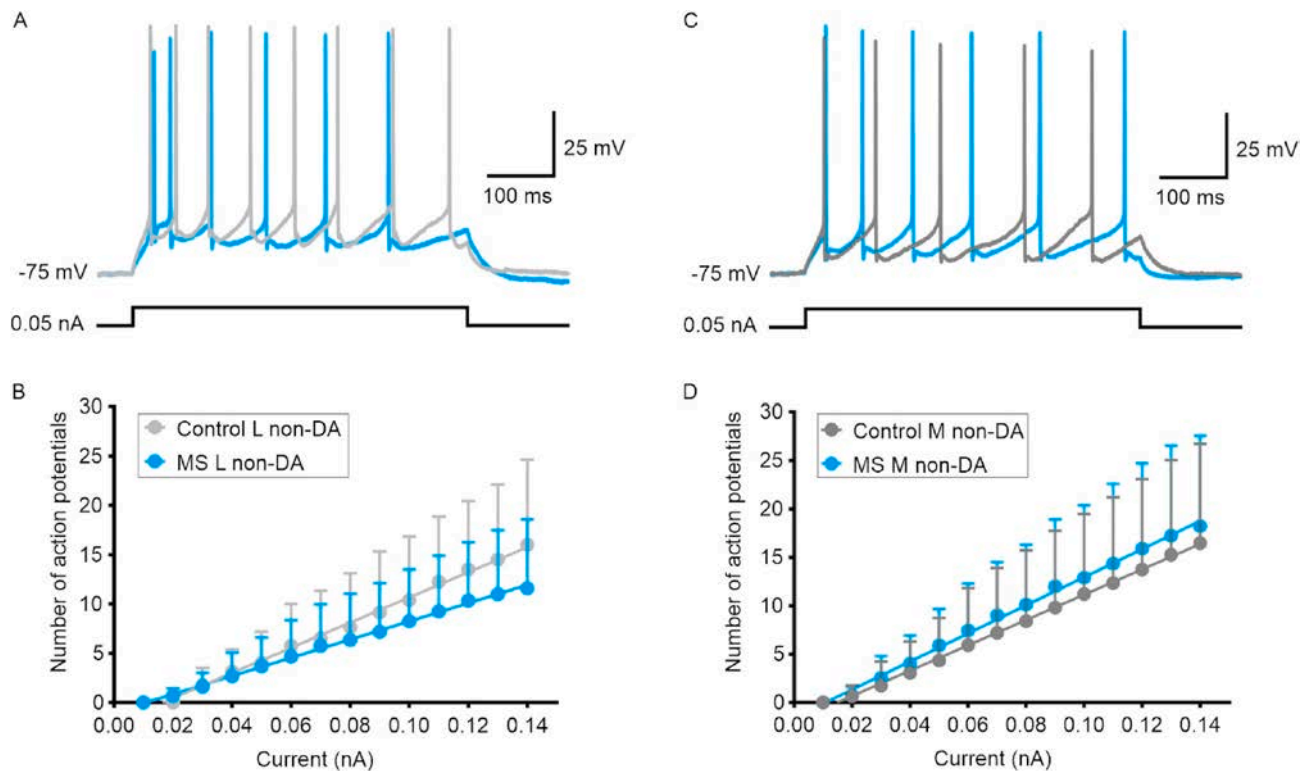 A
25 mV
100 ms
-75 mV
0.05 nA
C
25 mV
100 ms
-75 mV
0.05 nA
B
Number of action potentials
30
25
20
15
10
5
0
Control L non-DA
MS L non-DA
0.00 0.02 0.04 0.06 0.08 0.10 0.12 0.14
Current (nA)
D
Number of action potentials
30
25
20
15
10
5
0
Control M non-DA
MS M non-DA
0.00 0.02 0.04 0.06 0.08 0.10 0.12 0.14
Current (nA)